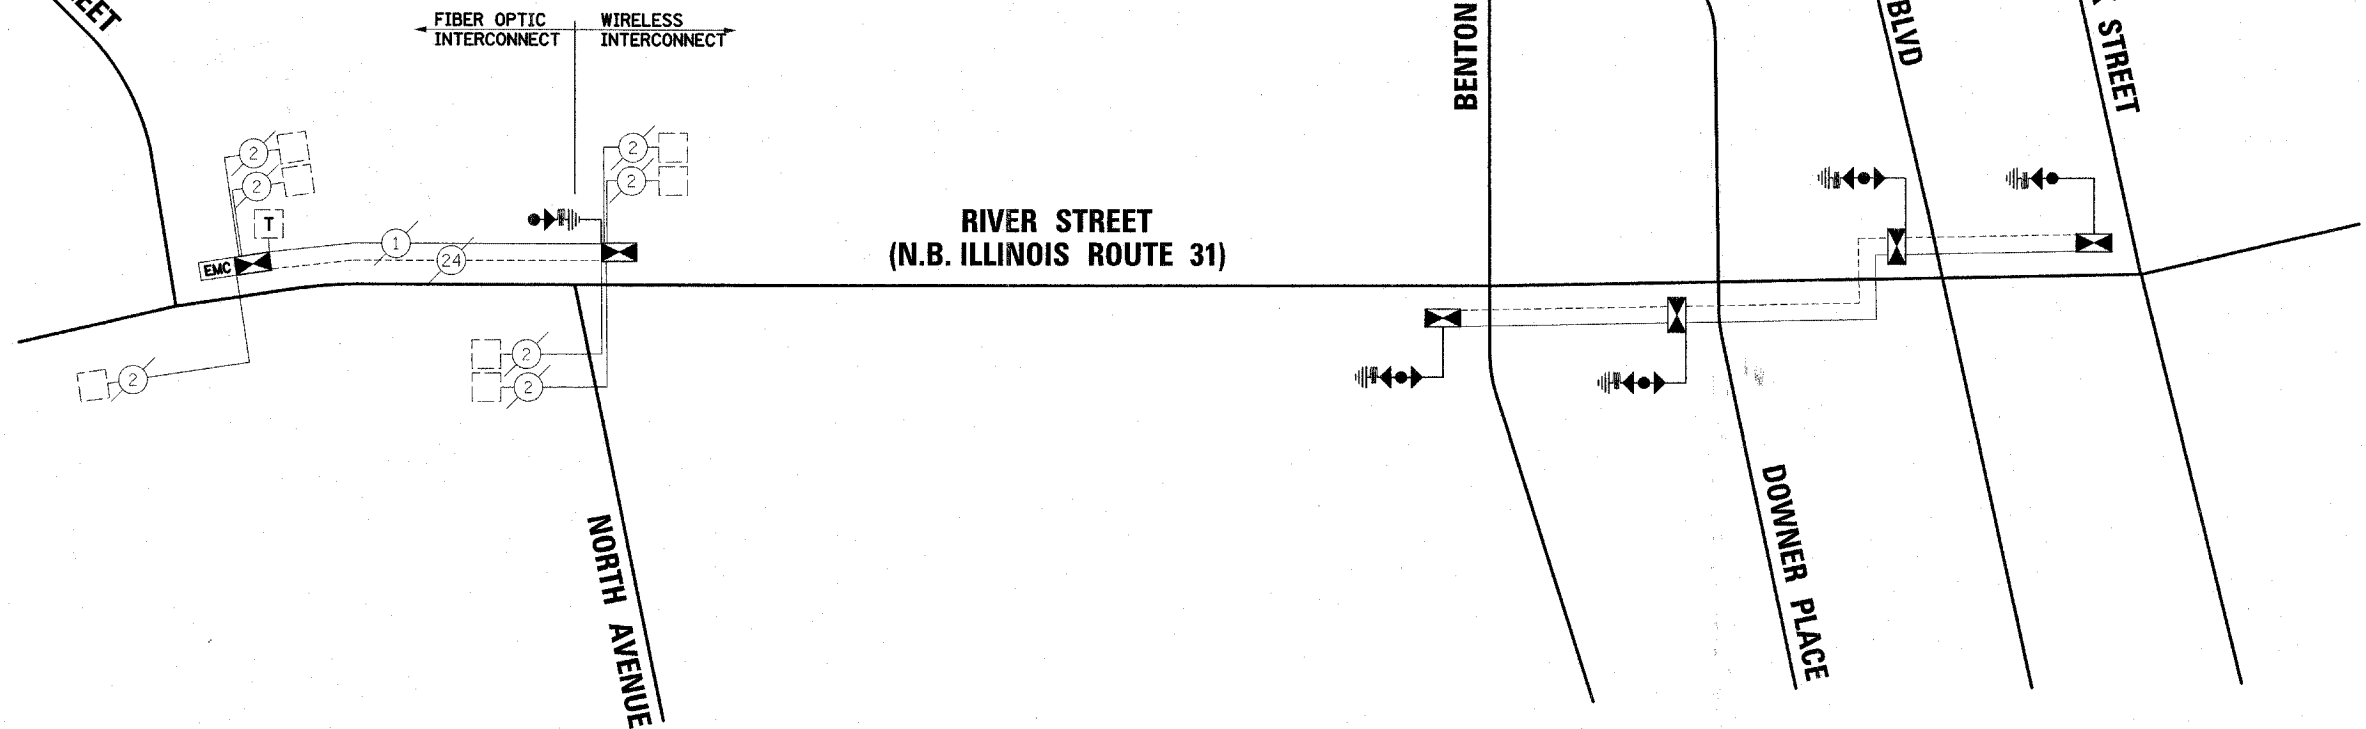 FIBER OPTIC
INTERCONNECT
WIRELESS
INTERCONNECT
BENTON
BLVD
STREET
2
2
2
2
T
1
24
EMC
RIVER STREET
(N.B. ILLINOIS ROUTE 31)
2
2
2
NORTH AVENUE
DOWNER PLACE